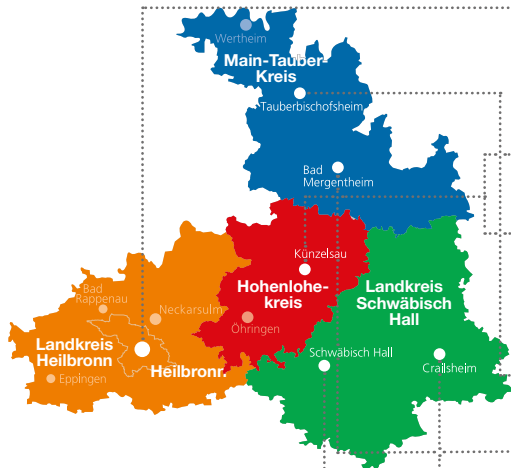 Wertheim
Main-Tauber-
Kreis
Tauberbischofsheim
Bad
Mergentheim
Künzelsau
Hohenlohe-
kreis
Öhringen
Landkreis
Schwäbisch
Hall
Schwäbisch Hall
Crailsheim
Bad
Rappenau
Neckarsulm
Landkreis
Heilbronn
Heilbronn
Eppingen